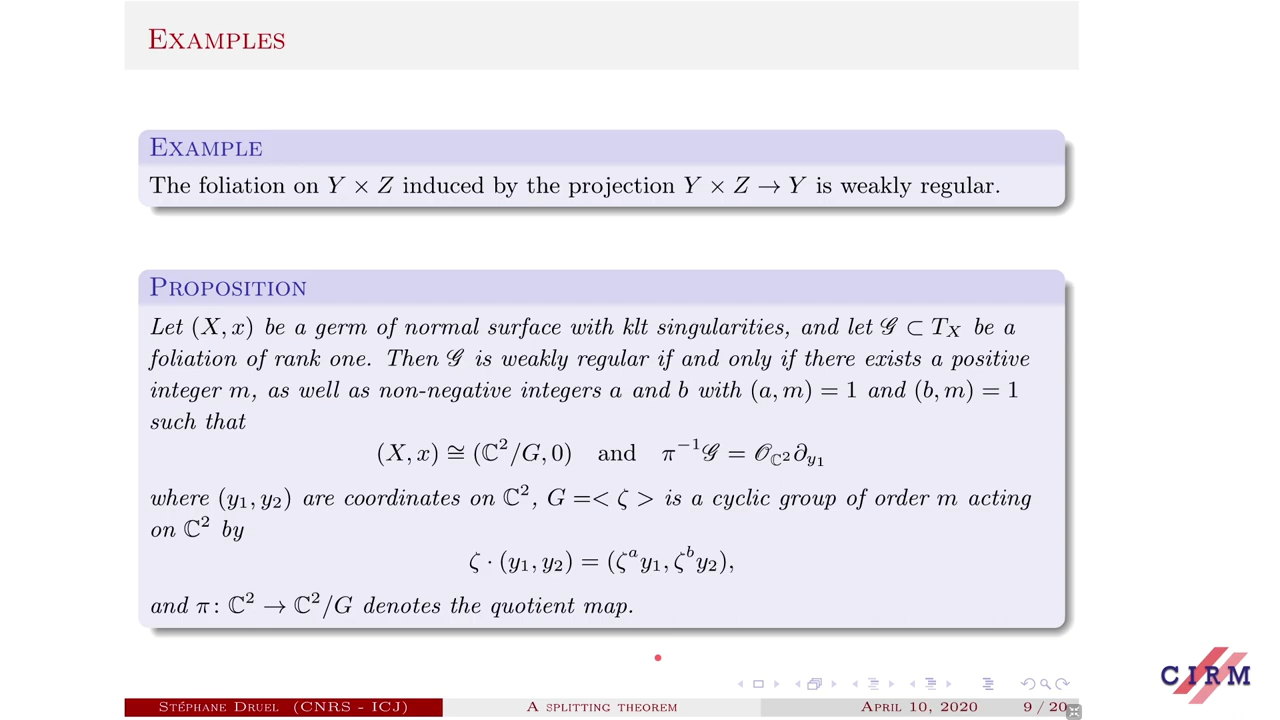 EXAMPLES
EXAMPLE
The foliation on Y × Z induced by the projection Y × Z → Y is weakly regular.
PROPOSITION
Let (X, x) be a germ of normal surface with klt singularities, and let 𝒢 ⊂ T_X be a
foliation of rank one. Then 𝒢 is weakly regular if and only if there exists a positive
integer m, as well as non-negative integers a and b with (a, m) = 1 and (b, m) = 1
such that
(X, x) ≅ (ℂ²/G, 0) and π⁻¹𝒢 = 𝒪_{ℂ²}∂_{y₁}
where (y₁, y₂) are coordinates on ℂ², G =< ζ > is a cyclic group of order m acting
on ℂ² by
ζ · (y₁, y₂) = (ζᵃy₁, ζᵇy₂),
and π: ℂ² → ℂ²/G denotes the quotient map.
CIRM
STÉPHANE DRUEL (CNRS - ICJ) A SPLITTING THEOREM APRIL 10, 2020 9 / 20